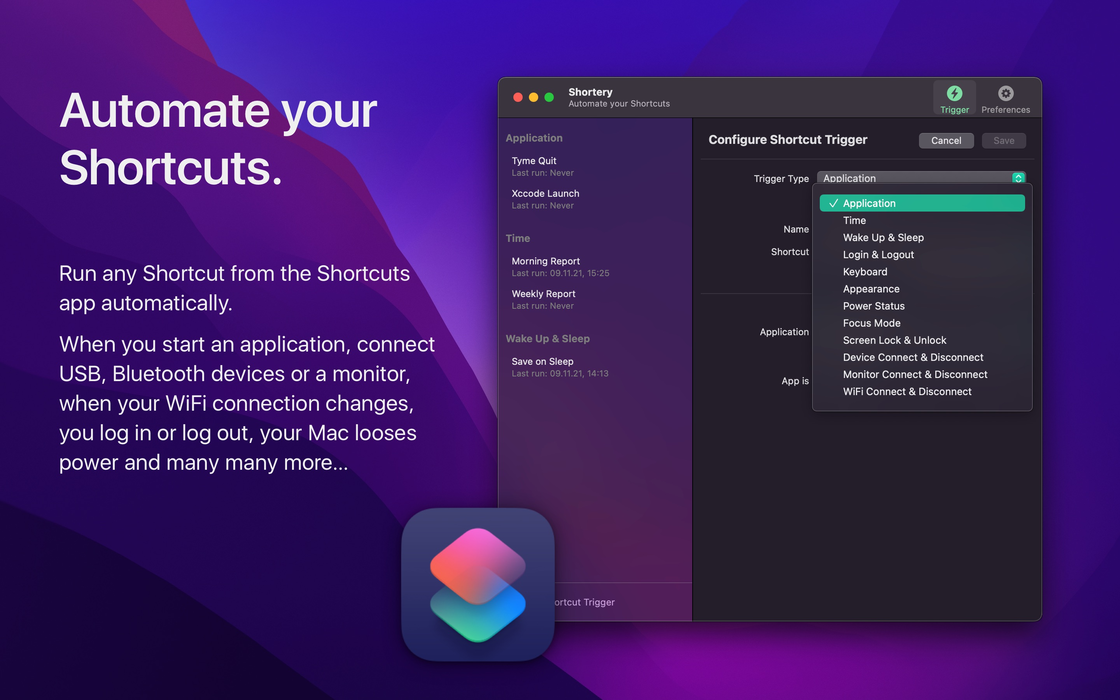 Automate your
Shortcuts.
Run any Shortcut from the Shortcuts
app automatically.
When you start an application, connect
USB, Bluetooth devices or a monitor,
when your WiFi connection changes,
you log in or log out, your Mac looses
power and many many more...
Shortery
Automate your Shortcuts
Trigger
Preferences
Application
Tyme Quit
Last run: Never
Xccode Launch
Last run: Never
Time
Morning Report
Last run: 09.11.21, 15:25
Weekly Report
Last run: Never
Wake Up & Sleep
Save on Sleep
Last run: 09.11.21, 14:13
ortcut Trigger
Configure Shortcut Trigger
Cancel
Save
Trigger Type
Application
Name
Shortcut
Application
App is
✓ Application
Time
Wake Up & Sleep
Login & Logout
Keyboard
Appearance
Power Status
Focus Mode
Screen Lock & Unlock
Device Connect & Disconnect
Monitor Connect & Disconnect
WiFi Connect & Disconnect